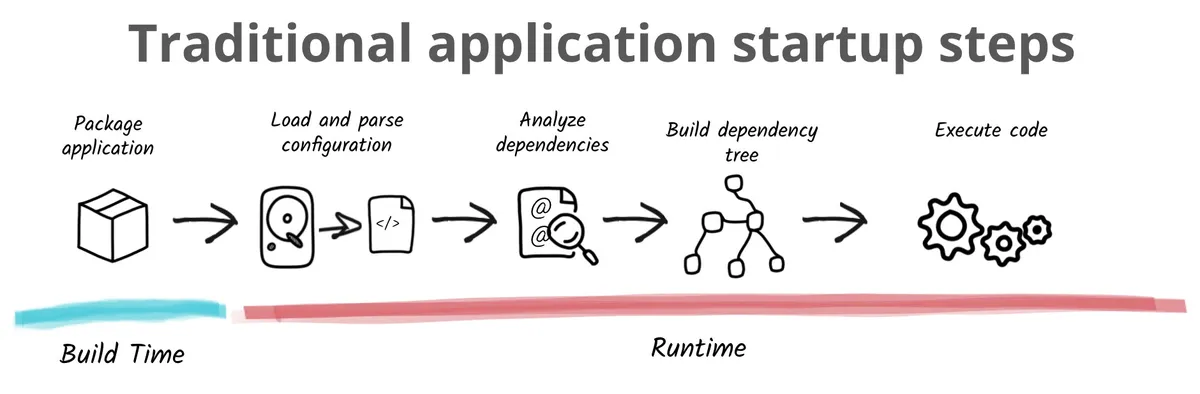 Traditional application startup steps
Package
application
Load and parse
configuration
Analyze
dependencies
Build dependency
tree
Execute code
</>
@
@
Build Time
Runtime